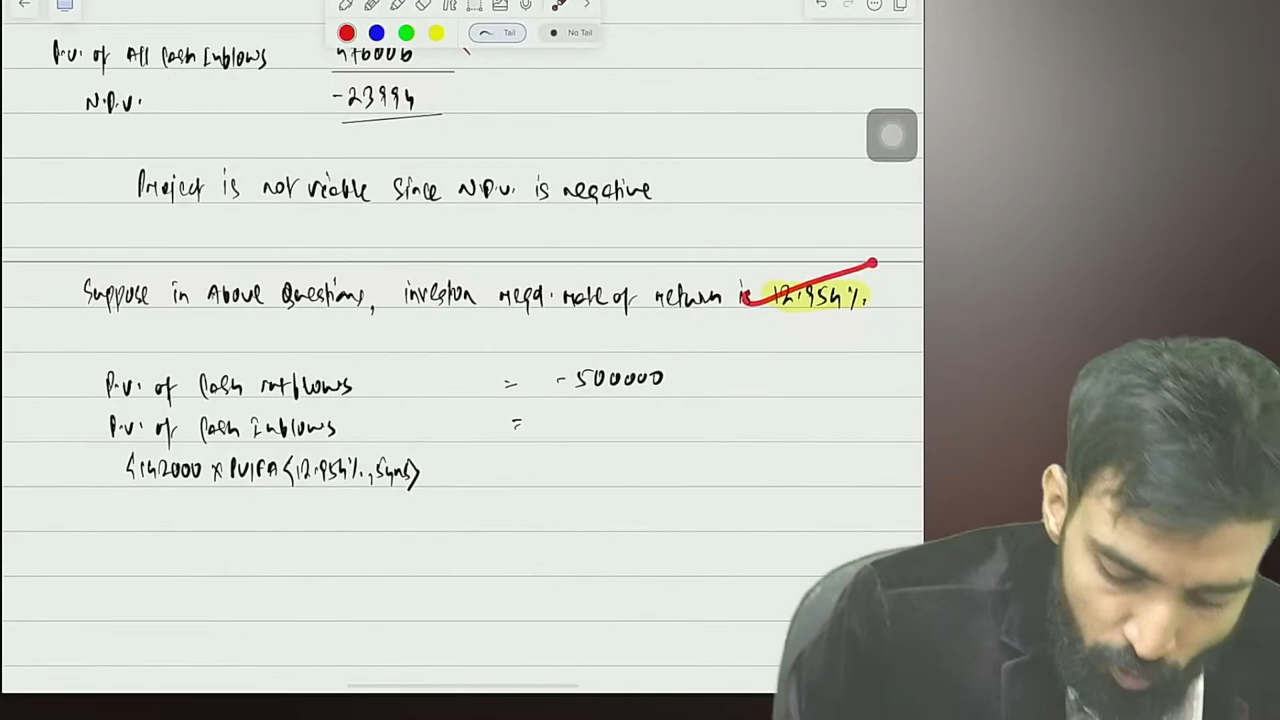 P.V. of All Cash Inflows 476006
N.P.V. -23994
Tail
No Tail
Project is not viable since N.P.V. is negative
Suppose in Above Questions, investors reqd. rate of return is 12.954%.
P.V. of Cash outflows = -500000
P.V. of Cash Inflows =
{142000 x PVIFA{12.954%, 5yrs}